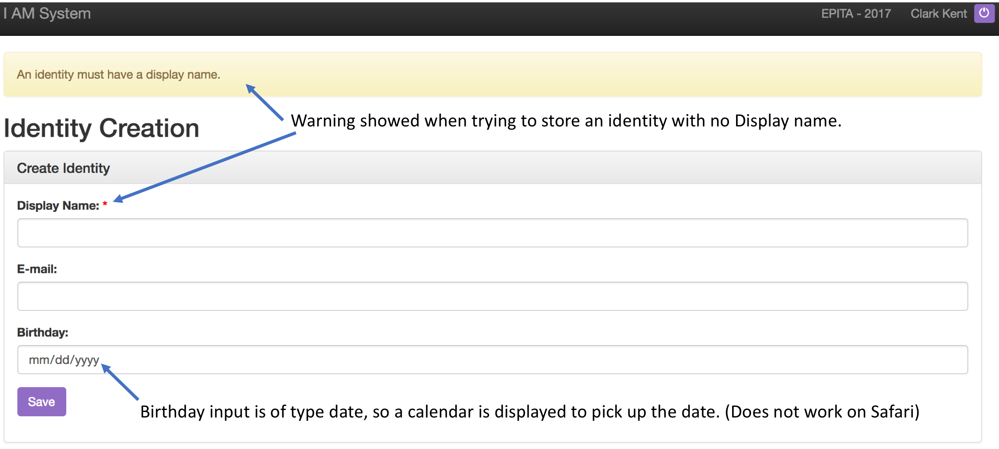 I AM System
EPITA - 2017 Clark Kent
An identity must have a display name.
Warning showed when trying to store an identity with no Display name.
Identity Creation
Create Identity
Display Name: *
E-mail:
Birthday:
mm/dd/yyyy
Save
Birthday input is of type date, so a calendar is displayed to pick up the date. (Does not work on Safari)